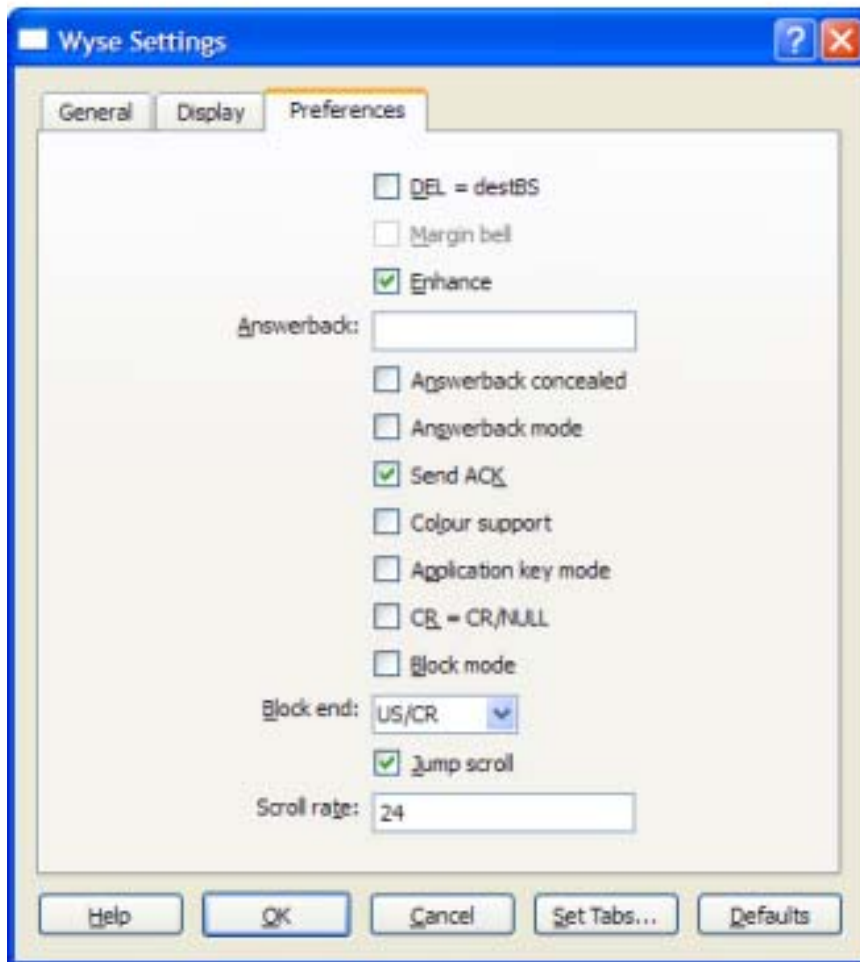 Wyse Settings
General Display Preferences
DEL = destBS
Margin bell
Enhance
Answerback:
Answerback concealed
Answerback mode
Send ACK
Colour support
Application key mode
CR = CR/NULL
Block mode
Block end: US/CR
Jump scroll
Scroll rate: 24
Help OK Cancel Set Tabs... Defaults